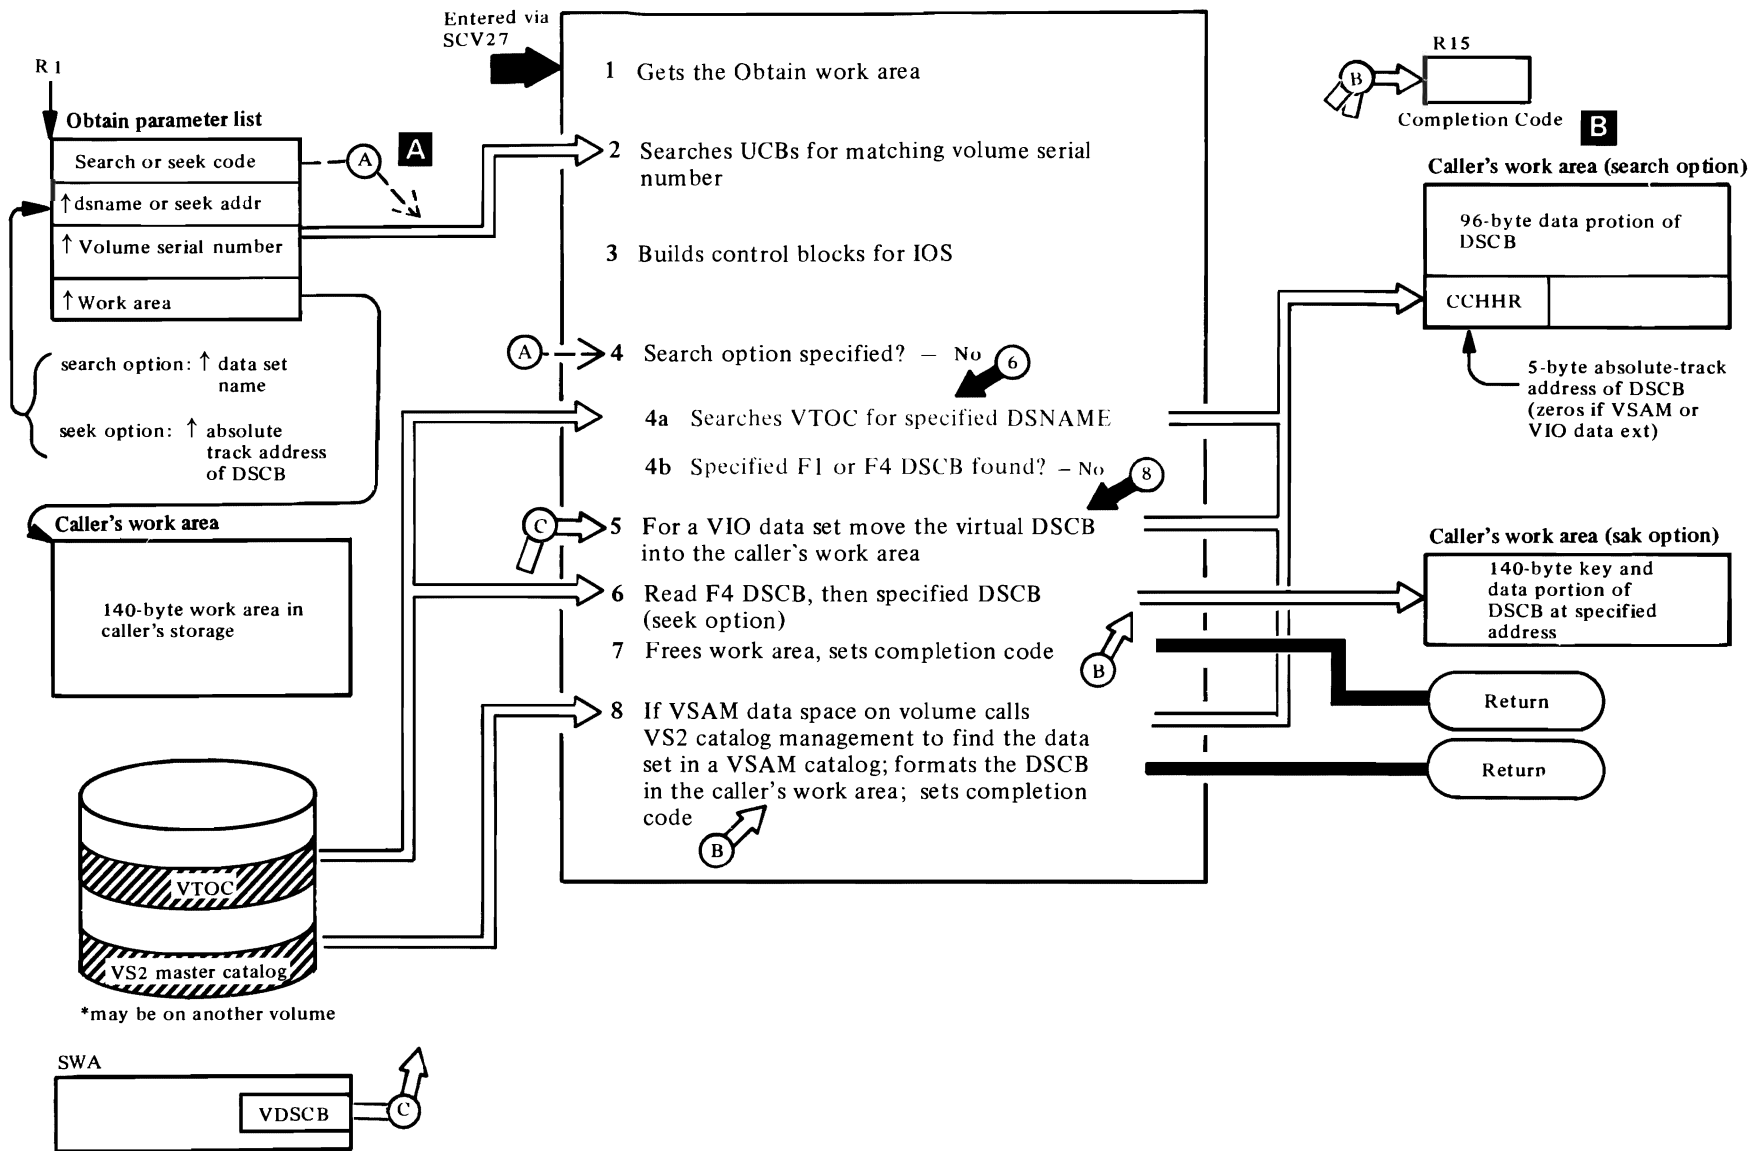 Entered via
SCV27
R 1
Obtain parameter list
Search or seek code
↑dsname or seek addr
↑ Volume serial number
↑Work area
A
A
search option: ↑ data set
name
seek option: ↑ absolute
track address
of DSCB
Caller's work area
140-byte work area in
caller's storage
VTOC
VS2 master catalog
*may be on another volume
SWA
VDSCB
C
1 Gets the Obtain work area
2 Searches UCBs for matching volume serial
number
3 Builds control blocks for IOS
A
4 Search option specified? – No
6
4a Searches VTOC for specified DSNAME
4b Specified F1 or F4 DSCB found? – No
8
C
5 For a VIO data set move the virtual DSCB
into the caller's work area
6 Read F4 DSCB, then specified DSCB
(seek option)
7 Frees work area, sets completion code
B
8 If VSAM data space on volume calls
VS2 catalog management to find the data
set in a VSAM catalog; formats the DSCB
in the caller's work area; sets completion
code
B
R15
B
Completion Code
B
Caller's work area (search option)
96-byte data protion of
DSCB
CCHHR
5-byte absolute-track
address of DSCB
(zeros if VSAM or
VIO data ext)
Caller's work area (sak option)
140-byte key and
data portion of
DSCB at specified
address
Return
Return